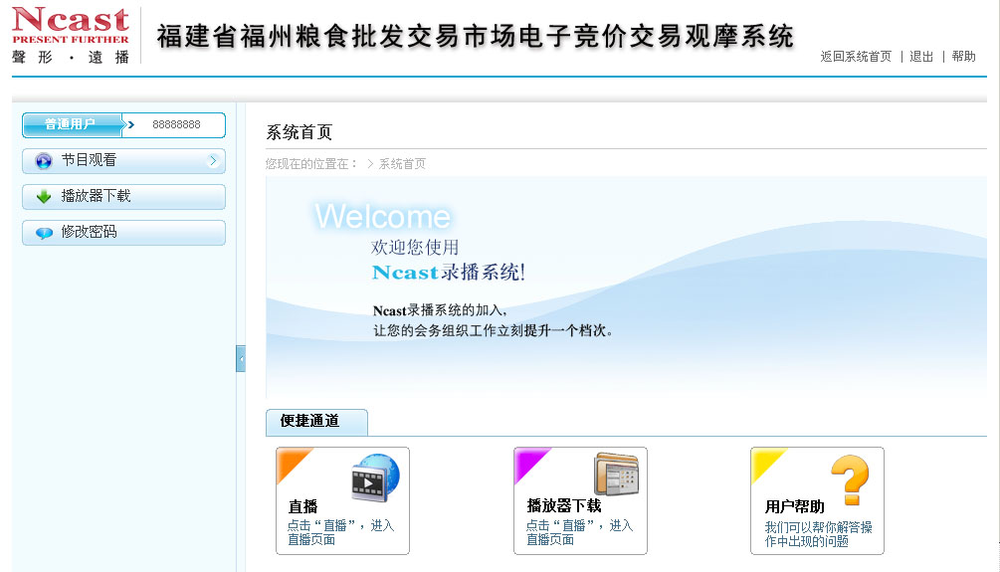 Ncast
PRESENT FURTHER
聲 形 · 遠 播
福建省福州粮食批发交易市场电子竞价交易观摩系统
返回系统首页 | 退出 | 帮助
普通用户 88888888
节目观看
播放器下载
修改密码
系统首页
您现在的位置在： > 系统首页
Welcome
欢迎您使用
Ncast录播系统!
Ncast录播系统的加入,
让您的会务组织工作立刻提升一个档次。
便捷通道
直播
点击“直播”，进入
直播页面
播放器下载
点击“直播”，进入
直播页面
用户帮助
我们可以帮你解答操
作中出现的问题